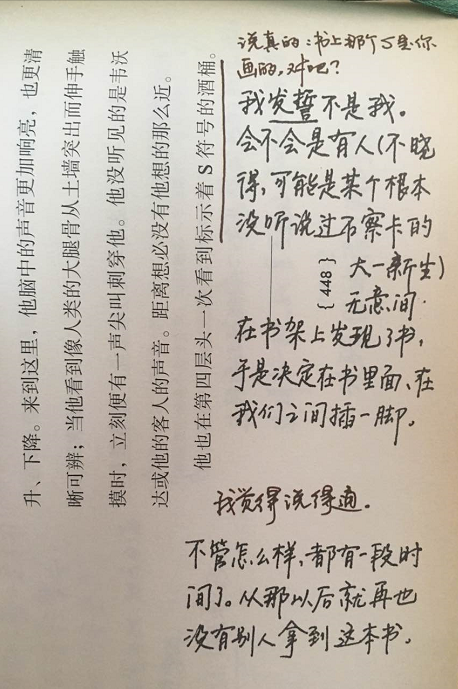 升、下降。来到这里，他脑中的声音更加响亮，也更清
晰可辨；当他看到像人类的大腿骨从土墙突出而伸手触
摸时，立刻便有一声尖叫刺穿他。他没听见的是韦沃
达或他的客人的声音。距离想必没有他想的那么近。
他也在第四层头一次看到标示着 S 符号的酒桶。
{ 448 }
说真的：书上那个S是你
画的，对吧？
我发誓不是我。
会不会是有人(不晓
得，可能是某个根本
没听说过石察卡的
大一新生)
无意间
在书架上发现了书，
于是决定在书里面、在
我们之间插一脚。
我觉得说得通。
不管怎么样，都有一段时
间了。从那以后就再也
没有别人拿到这本书。